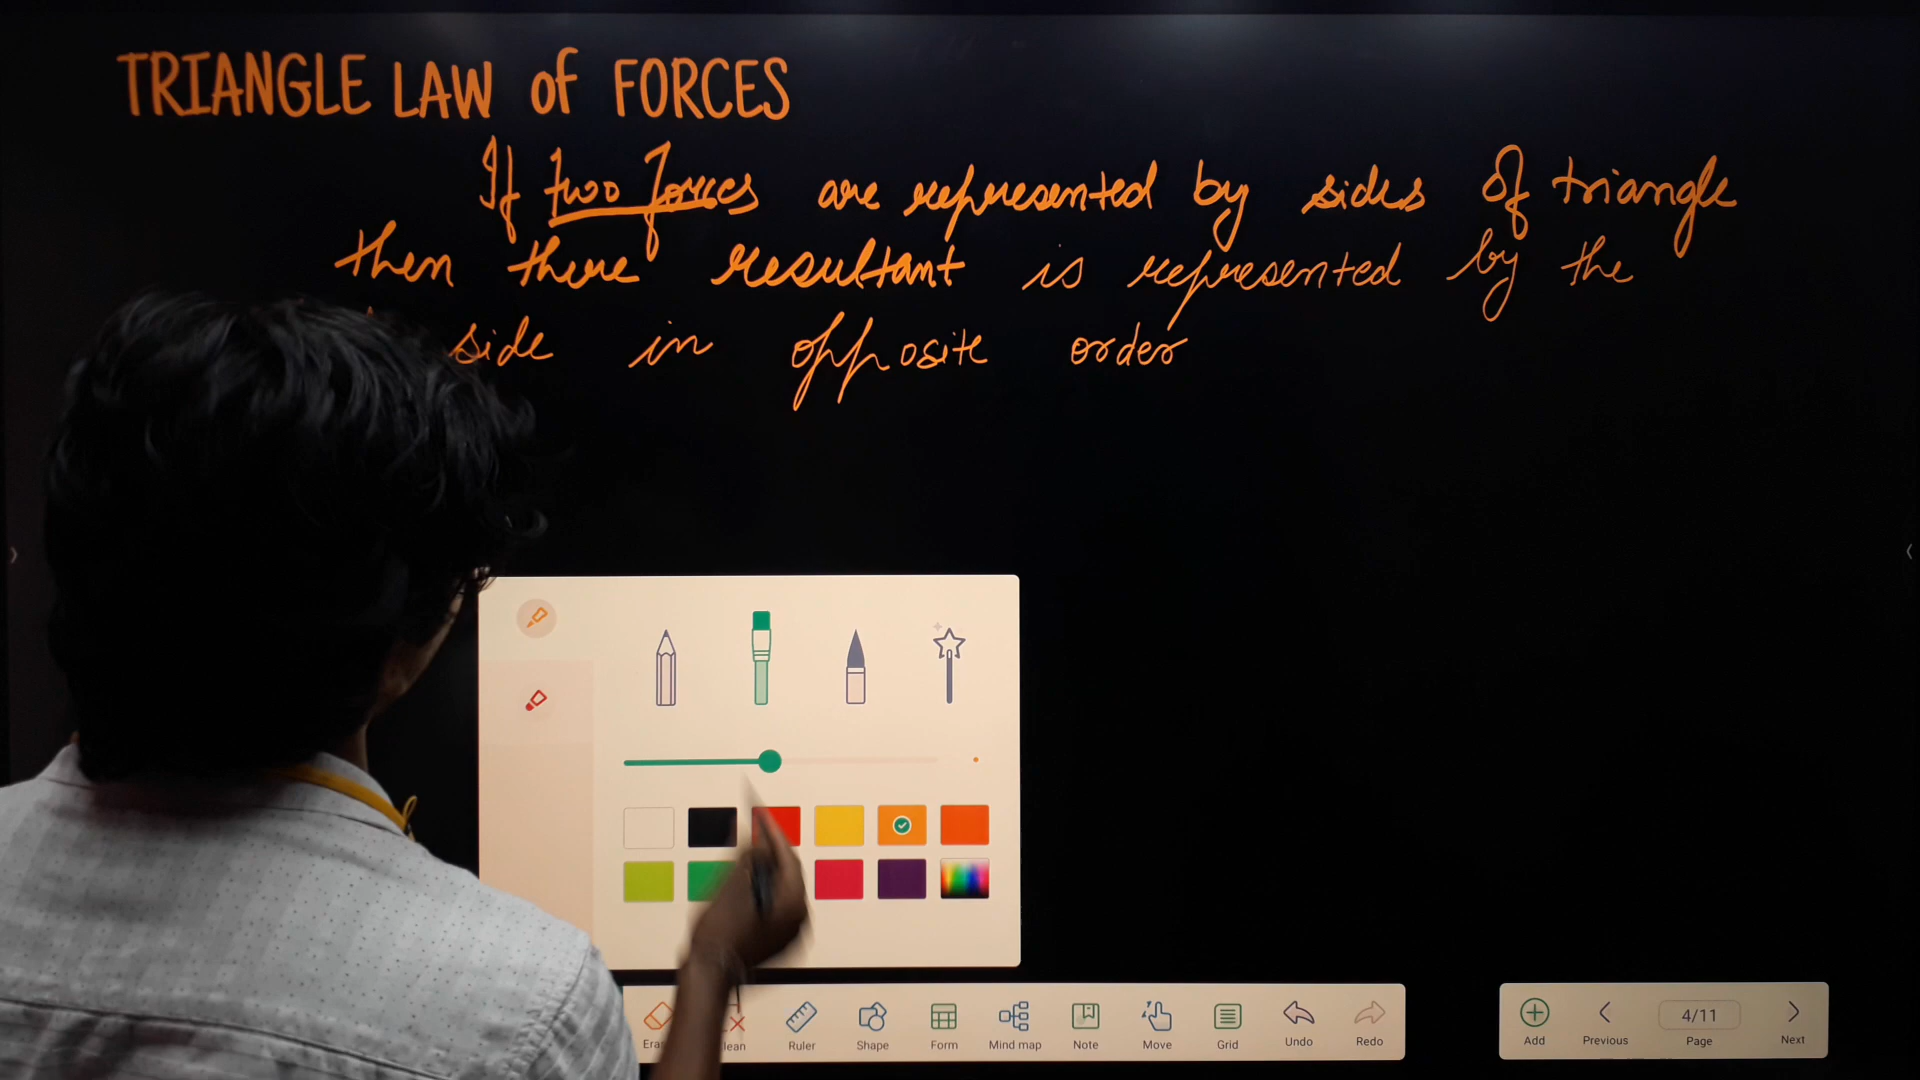 TRIANGLE LAW of FORCES
If two forces are represented by sides of triangle
then there resultant is represented by the
side in opposite order
Ruler
Shape
Form
Mind map
Note
Move
Grid
Undo
Redo
Add
Previous
4/11
Page
Next